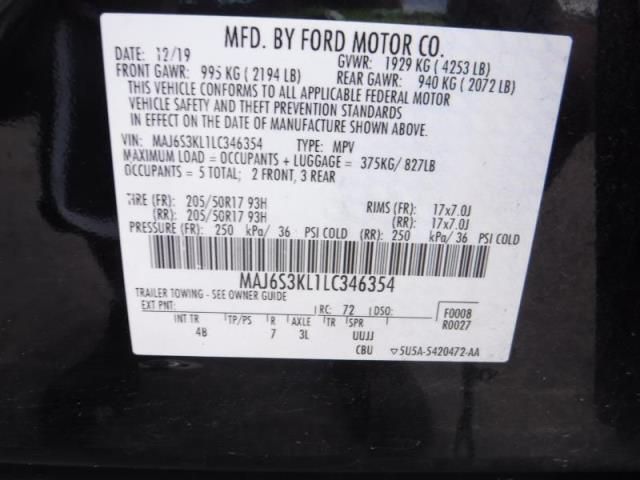 MFD. BY FORD MOTOR CO.
DATE: 12/19 GVWR: 1929 KG ( 4253 LB)
FRONT GAWR: 995 KG ( 2194 LB) REAR GAWR: 940 KG ( 2072 LB)
THIS VEHICLE CONFORMS TO ALL APPLICABLE FEDERAL MOTOR
VEHICLE SAFETY AND THEFT PREVENTION STANDARDS
IN EFFECT ON THE DATE OF MANUFACTURE SHOWN ABOVE.
VIN: MAJ6S3KL1LC346354 TYPE: MPV
MAXIMUM LOAD = OCCUPANTS + LUGGAGE = 375KG/ 827LB
OCCUPANTS = 5 TOTAL; 2 FRONT, 3 REAR
TIRE (FR): 205/50R17 93H RIMS (FR): 17x7.0J
(RR): 205/50R17 93H (RR): 17x7.0J
PRESSURE (FR): 250 kPa/ 36 PSI COLD (RR): 250 kPa/ 36 PSI COLD
MAJ6S3KL1LC346354
TRAILER TOWING - SEE OWNER GUIDE
EXT PNT: RC: 72 DSO: F0008
R0027
INT TR TP/PS R AXLE TR SPR
4B 7 3L UUJJ
CBU ▽5U5A-5420472-AA